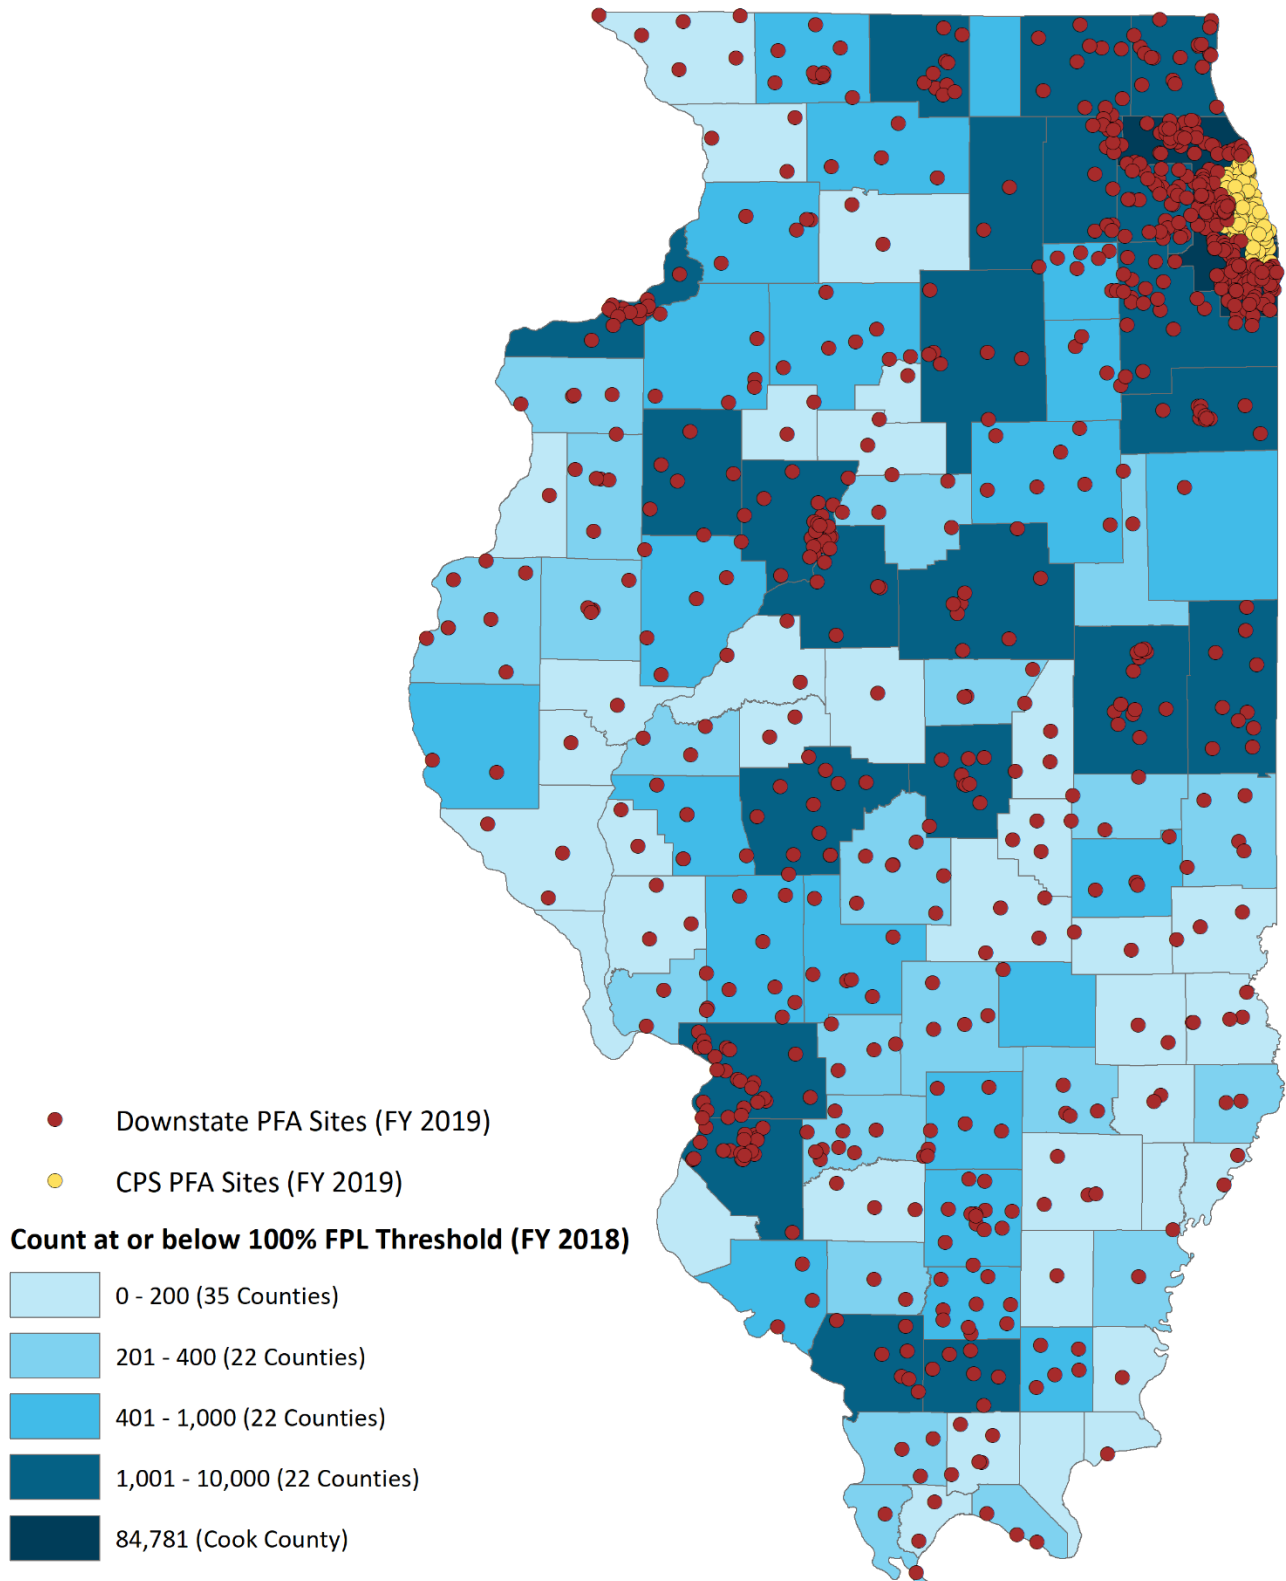 Downstate PFA Sites (FY 2019)
CPS PFA Sites (FY 2019)
Count at or below 100% FPL Threshold (FY 2018)
0 - 200 (35 Counties)
201 - 400 (22 Counties)
401 - 1,000 (22 Counties)
1,001 - 10,000 (22 Counties)
84,781 (Cook County)